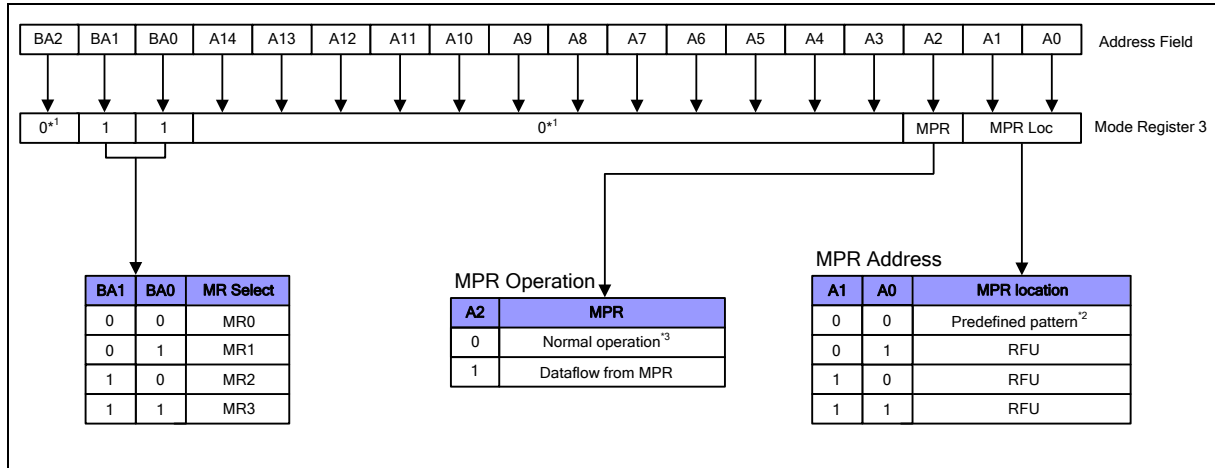 BA2 BA1 BA0 A14 A13 A12 A11 A10 A9 A8 A7 A6 A5 A4 A3 A2 A1 A0 Address Field
0*1 1 1 0*1 MPR MPR Loc Mode Register 3
BA1 BA0 MR Select
0 0 MR0
0 1 MR1
1 0 MR2
1 1 MR3
MPR Operation
A2 MPR
0 Normal operation*3
1 Dataflow from MPR
MPR Address
A1 A0 MPR location
0 0 Predefined pattern*2
0 1 RFU
1 0 RFU
1 1 RFU